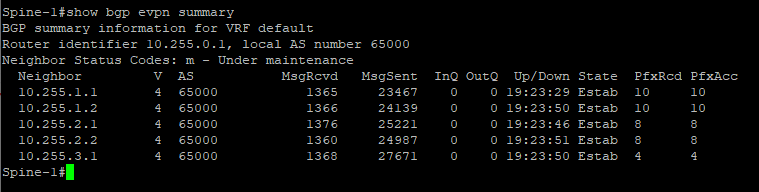 Spine-1#show bgp evpn summary
BGP summary information for VRF default
Router identifier 10.255.0.1, local AS number 65000
Neighbor Status Codes: m - Under maintenance
  Neighbor         V  AS           MsgRcvd   MsgSent  InQ OutQ  Up/Down State  PfxRcd PfxAcc
  10.255.1.1       4  65000           1365     23467    0    0 19:23:29 Estab  10     10
  10.255.1.2       4  65000           1366     24139    0    0 19:23:50 Estab  10     10
  10.255.2.1       4  65000           1376     25221    0    0 19:23:46 Estab  8      8
  10.255.2.2       4  65000           1360     24987    0    0 19:23:51 Estab  8      8
  10.255.3.1       4  65000           1368     27671    0    0 19:23:50 Estab  4      4
Spine-1#